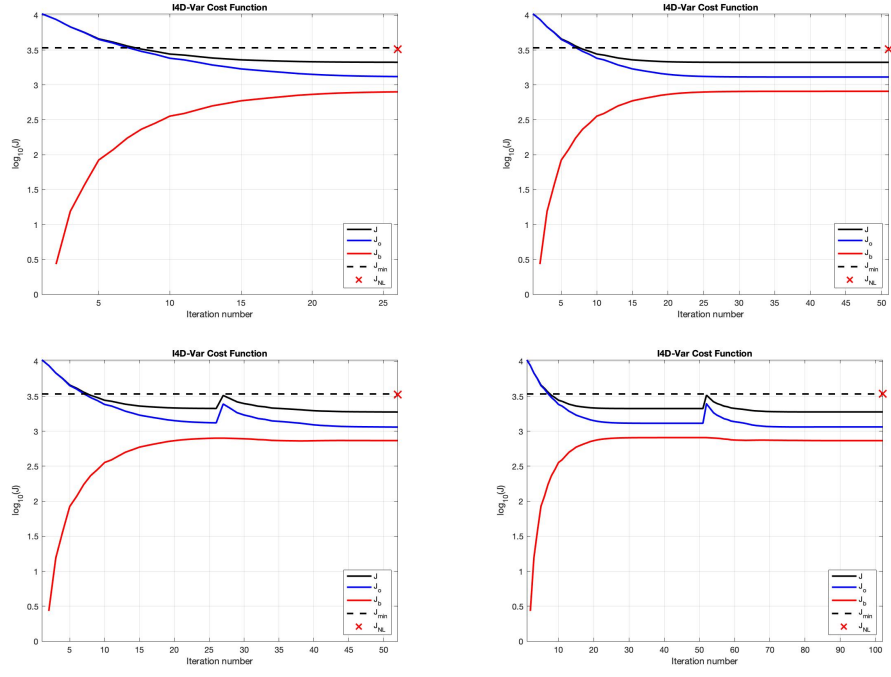 I4D-Var Cost Function
4
3.5
3
2.5
2
1.5
1
0.5
0
log10(J)
5 10 15 20 25
Iteration number
J
Jo
Jb
Jmin
JNL
I4D-Var Cost Function
4
3.5
3
2.5
2
1.5
1
0.5
0
log10(J)
5 10 15 20 25 30 35 40 45 50
Iteration number
J
Jo
Jb
Jmin
JNL
I4D-Var Cost Function
4
3.5
3
2.5
2
1.5
1
0.5
0
log10(J)
5 10 15 20 25 30 35 40 45 50
Iteration number
J
Jo
Jb
Jmin
JNL
I4D-Var Cost Function
4
3.5
3
2.5
2
1.5
1
0.5
0
log10(J)
10 20 30 40 50 60 70 80 90 100
Iteration number
J
Jo
Jb
Jmin
JNL